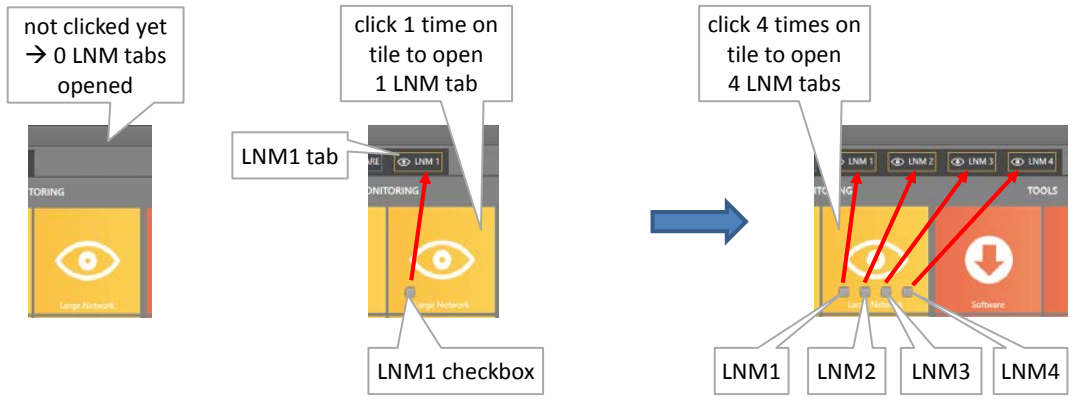 not clicked yet
→ 0 LNM tabs
opened
click 1 time on
tile to open
1 LNM tab
click 4 times on
tile to open
4 LNM tabs
LNM1 tab
ARE LNM 1
LNM 1 LNM 2 LNM 3 LNM 4
TORING
ONITORING
TOOLS
Large Network
Large Network
Large Network
Software
LNM1 checkbox
LNM1 LNM2 LNM3 LNM4